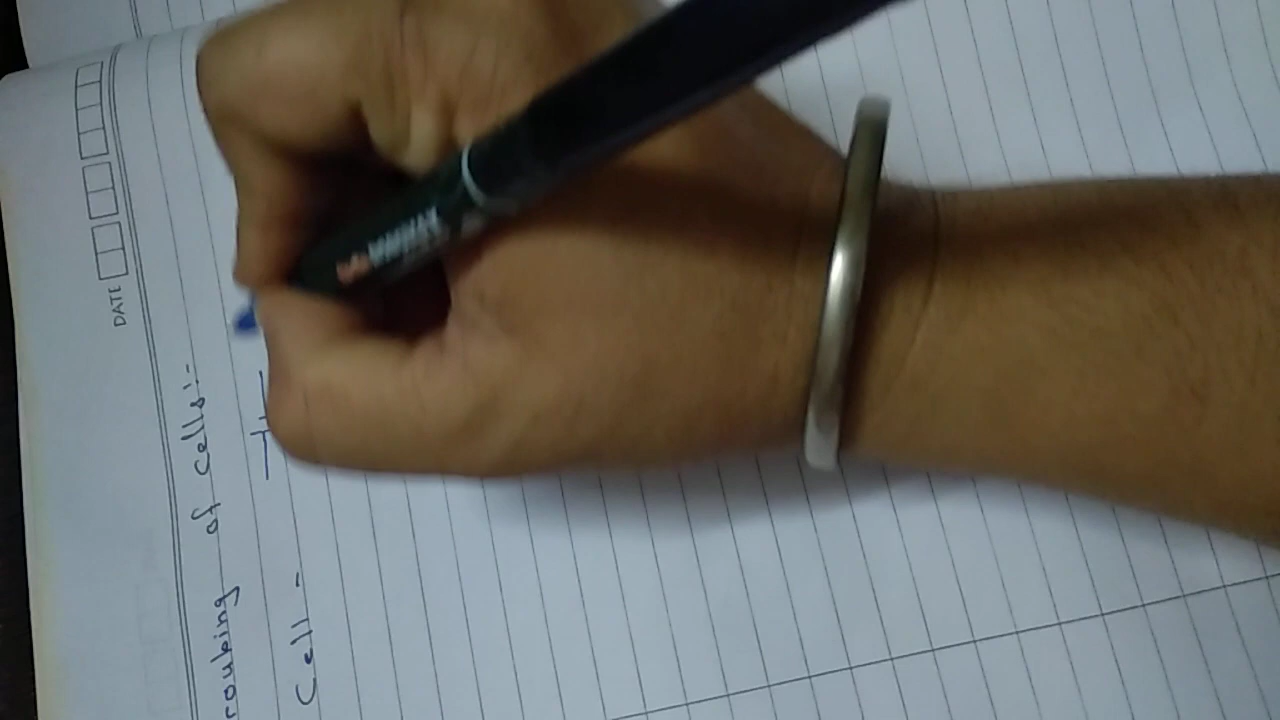 DATE
rouping of cells:-
Cell -